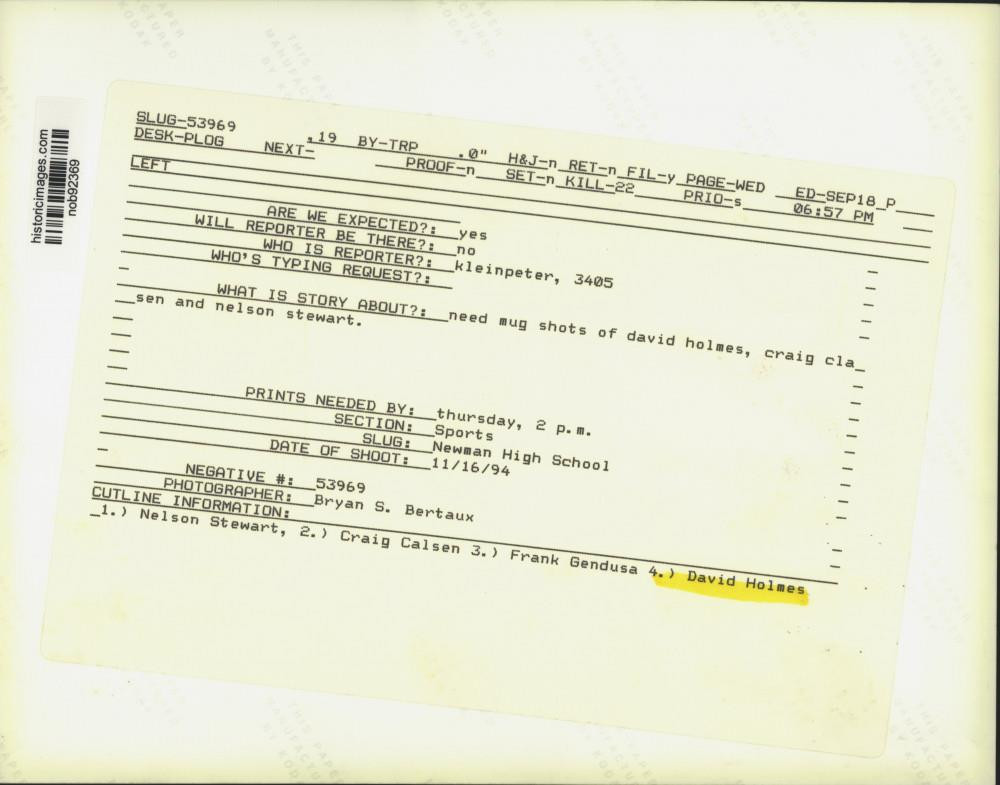 historicimages.com
nob92369
SLUG-53969 .19 BY-TRP .0" H&J-n RET-n FIL-y PAGE-WED ED-SEP18 P
DESK-PLOG NEXT- PROOF-n SET-n KILL-22 PRIO-s 06:57 PM
LEFT
ARE WE EXPECTED?: yes
WILL REPORTER BE THERE?: no
WHO IS REPORTER?: kleinpeter, 3405
WHO'S TYPING REQUEST?:
WHAT IS STORY ABOUT?: need mug shots of david holmes, craig cla
sen and nelson stewart.
PRINTS NEEDED BY: thursday, 2 p.m.
SECTION: Sports
SLUG: Newman High School
DATE OF SHOOT: 11/16/94
NEGATIVE #: 53969
PHOTOGRAPHER: Bryan S. Bertaux
CUTLINE INFORMATION:
1.) Nelson Stewart, 2.) Craig Calsen 3.) Frank Gendusa 4.) David Holmes
THIS PAPER
MANUFACTURED
BY KODAK